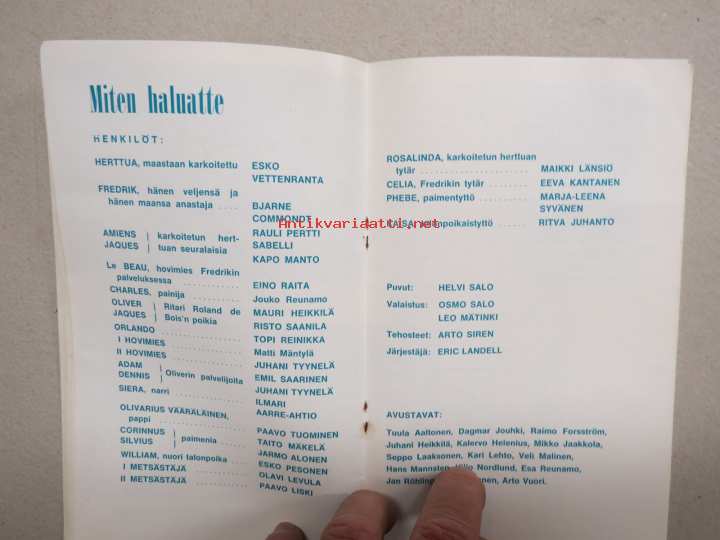 Miten haluatte
HENKILÖT:
HERTTUA, maastaan karkoitettu ESKO
VETTENRANTA
FREDRIK, hänen veljensä ja
hänen maansa anastaja .... BJARNE
COMMONDT
AMIENS | karkoitetun hert- RAULI PERTTI
JAQUES | tuan seuralaisia SABELLI
KAPO MANTO
Le BEAU, hovimies Fredrikin
palveluksessa ............ EINO RAITA
CHARLES, painija ........... Jouko Reunamo
OLIVER | Ritari Roland de MAURI HEIKKILÄ
JAQUES | Bois'n poikia RISTO SAANILA
ORLANDO ................ TOPI REINIKKA
I HOVIMIES ............... Matti Mäntylä
II HOVIMIES .............. JUHANI TYYNELÄ
ADAM | Oliverin palvelijoita EMIL SAARINEN
DENNIS | JUHANI TYYNELÄ
SIERA, narri ............... ILMARI
AARRE-AHTIO
OLIVARIUS VÄÄRÄLÄINEN,
pappi .................. PAAVO TUOMINEN
CORINNUS | paimenia ...... TAITO MÄKELÄ
SILVIUS | JARMO ALONEN
WILLIAM, nuori talonpoika ... ESKO PESONEN
I METSÄSTÄJÄ ............. OLAVI LEVULA
II METSÄSTÄJÄ ............ PAAVO LISKI
ROSALINDA, karkoitetun herttuan
tytär .................... MAIKKI LÄNSIÖ
CELIA, Fredrikin tytär ........ EEVA KANTANEN
PHEBE, paimentyttö ......... MARJA-LEENA
SYVÄNEN
KAISA, ...... RITVA JUHANTO
Antikvariaatti.net
Puvut: HELVI SALO
Valaistus: OSMO SALO
LEO MÄTINKI
Tehosteet: ARTO SIREN
Järjestäjä: ERIC LANDELL
AVUSTAVAT:
Tuula Aaltonen, Dagmar Jouhki, Raimo Forsström,
Juhani Heikkilä, Kalervo Helenius, Mikko Jaakkola,
Seppo Laaksonen, Kari Lehto, Veli Malinen,
Hans Nordlund, Esa Reunamo,
Jan Arto Vuori.